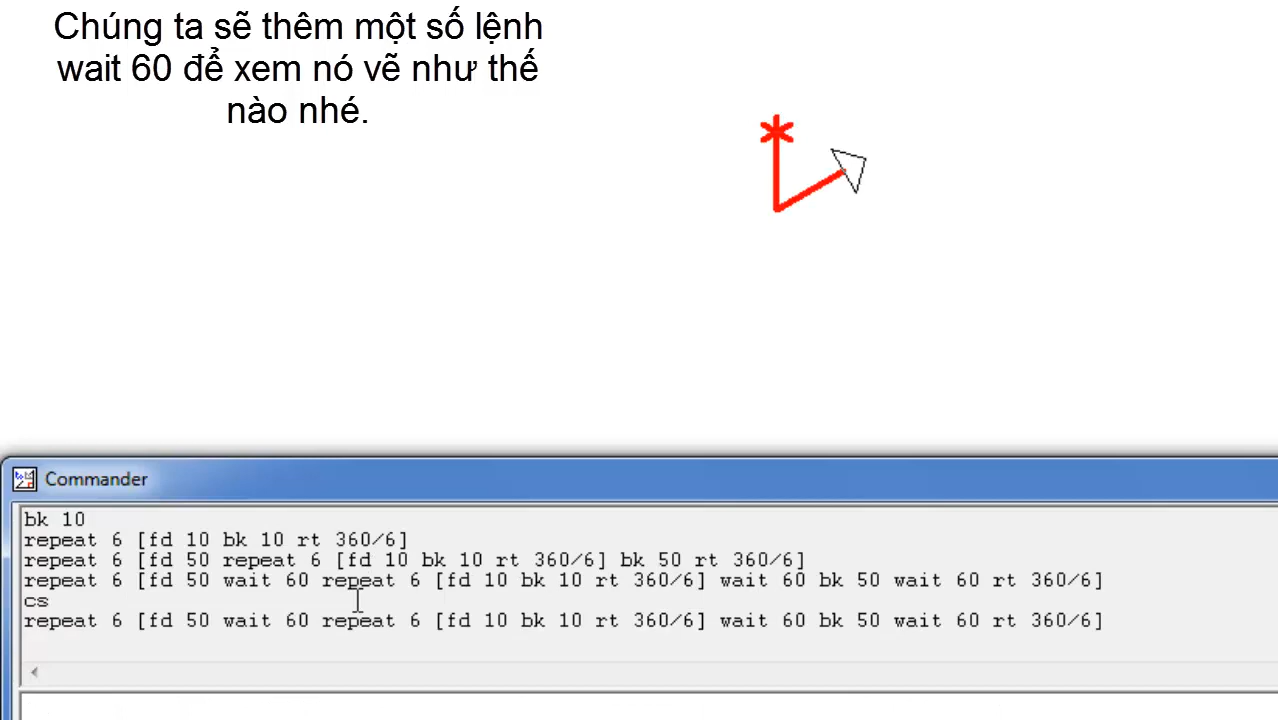 Chúng ta sẽ thêm một số lệnh
wait 60 để xem nó vẽ như thế
nào nhé.
Commander
bk 10
repeat 6 [fd 10 bk 10 rt 360/6]
repeat 6 [fd 50 repeat 6 [fd 10 bk 10 rt 360/6] bk 50 rt 360/6]
repeat 6 [fd 50 wait 60 repeat 6 [fd 10 bk 10 rt 360/6] wait 60 bk 50 wait 60 rt 360/6]
cs
repeat 6 [fd 50 wait 60 repeat 6 [fd 10 bk 10 rt 360/6] wait 60 bk 50 wait 60 rt 360/6]